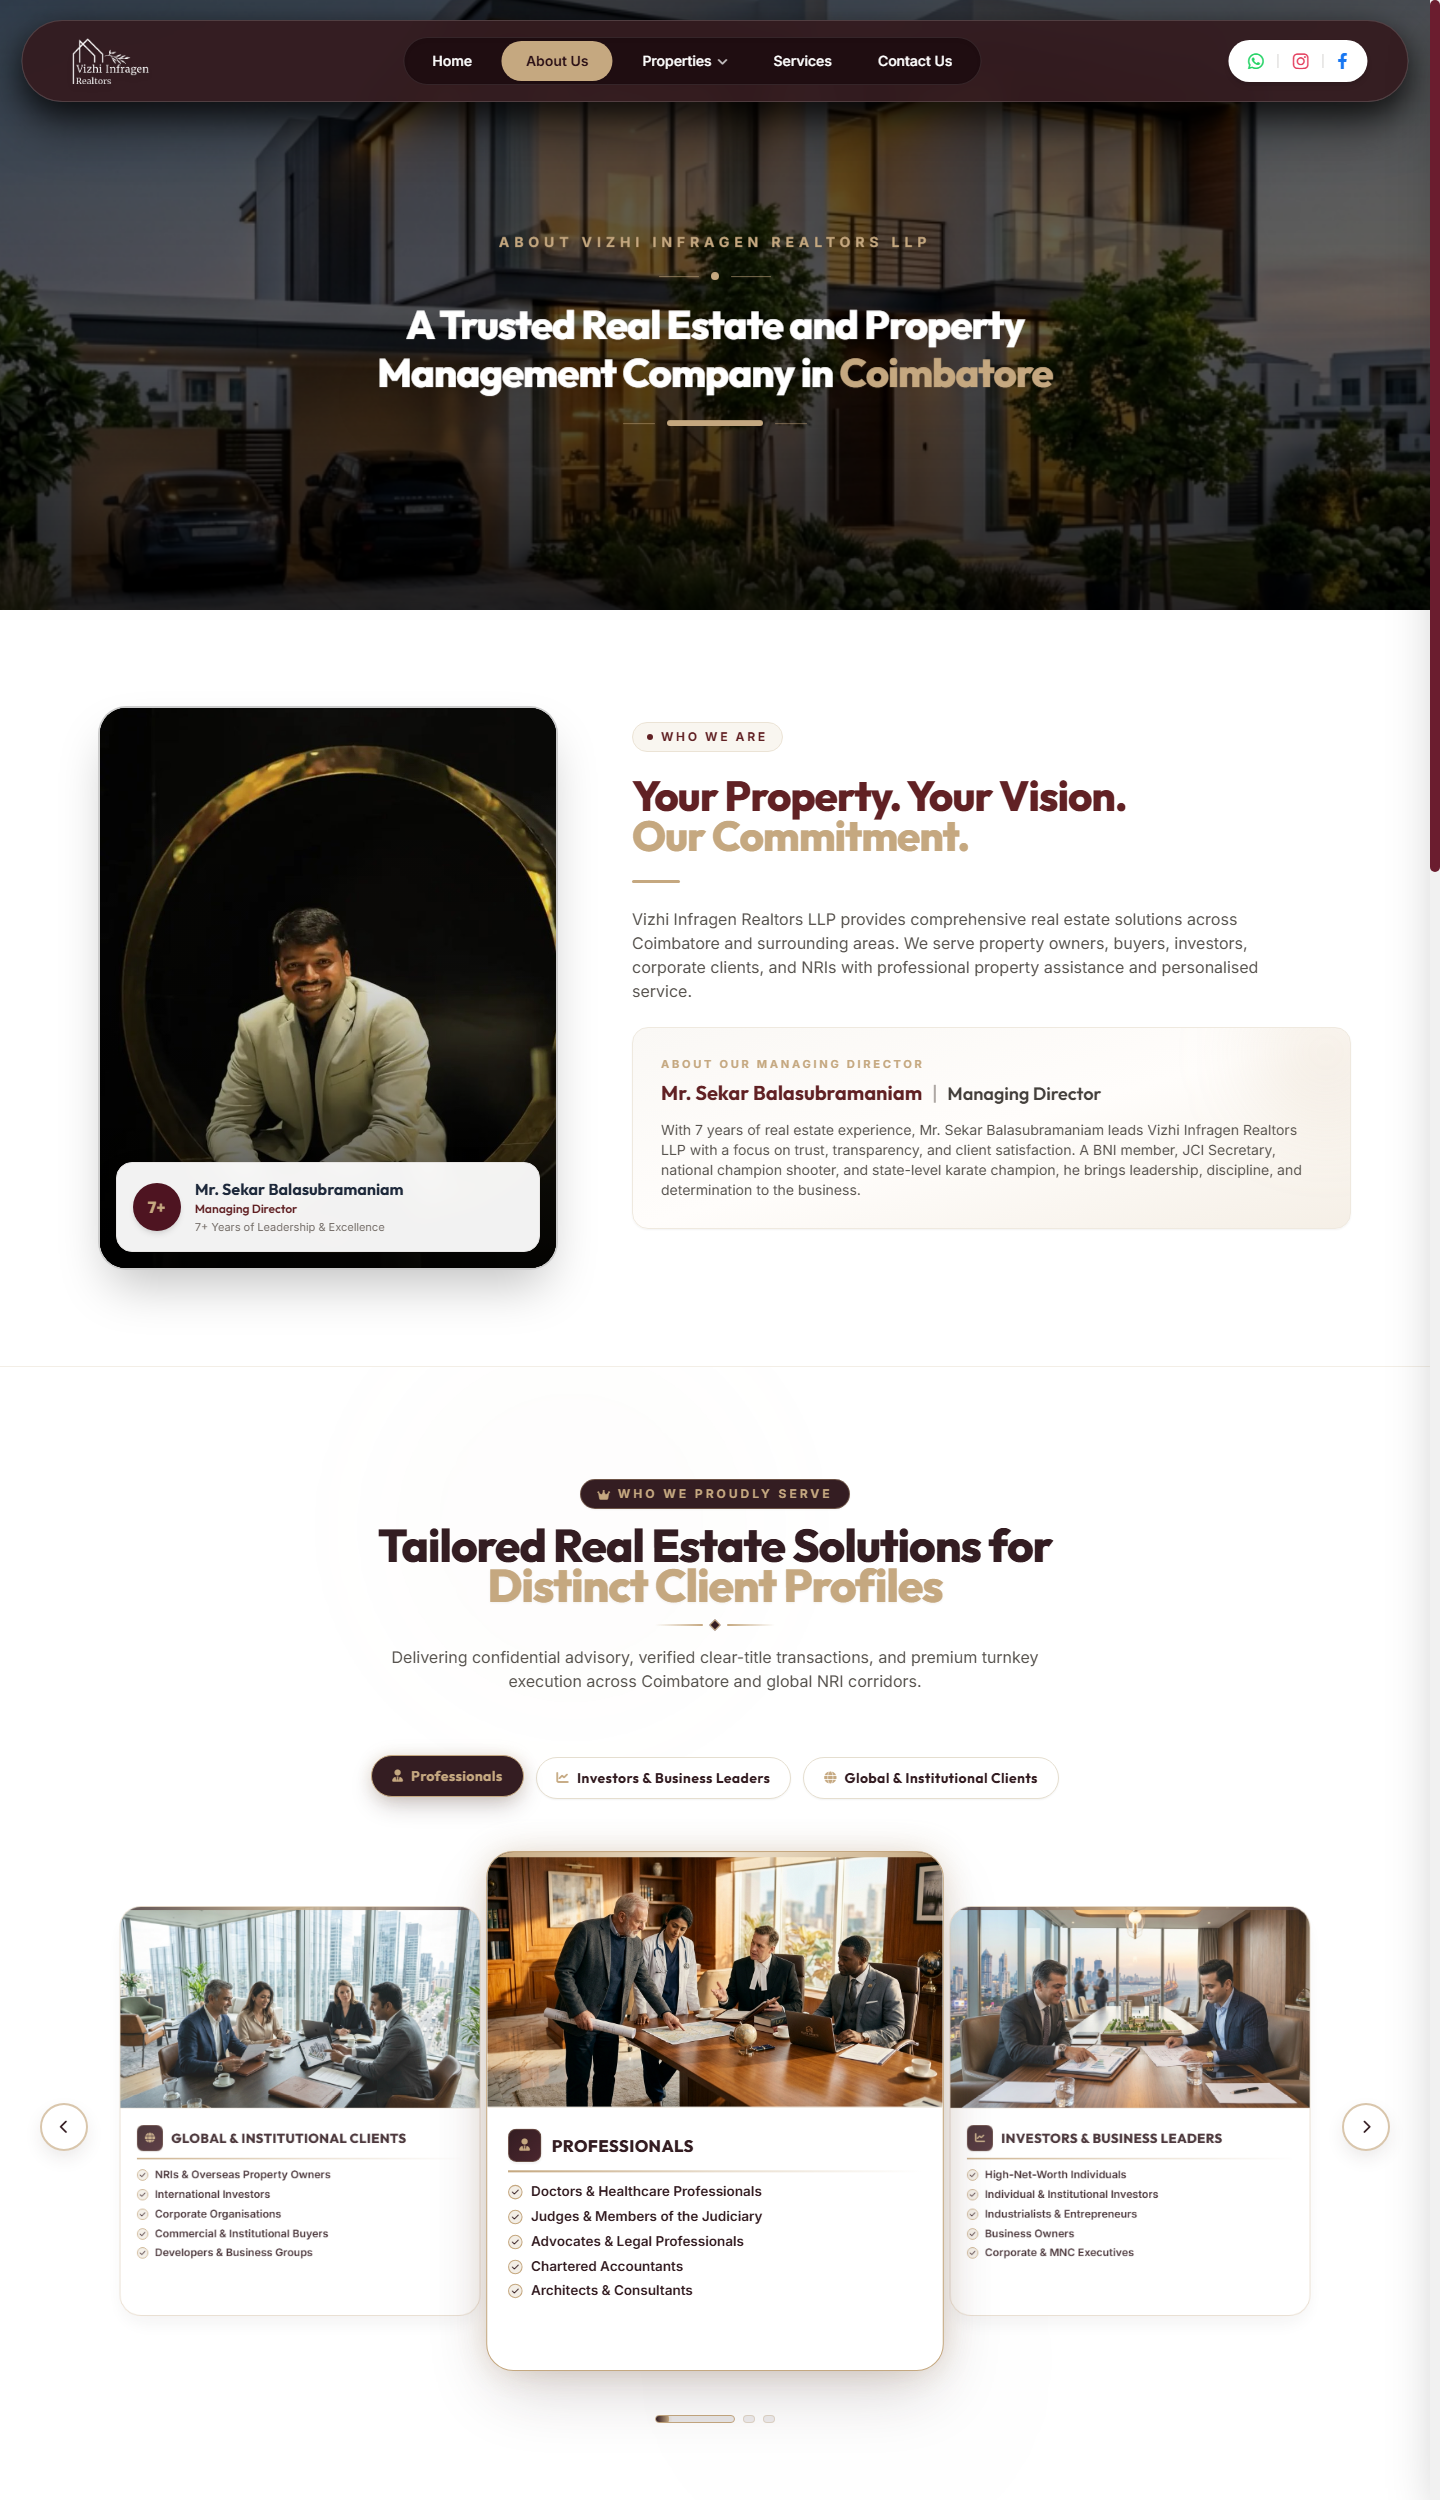 Vizhi Infragen
Realtors
Home
About Us
Properties
Services
Contact Us
ABOUT VIZHI INFRAGEN REALTORS LLP
A Trusted Real Estate and Property
Management Company in Coimbatore
WHO WE ARE
Your Property. Your Vision.
Our Commitment.
Vizhi Infragen Realtors LLP provides comprehensive real estate solutions across
Coimbatore and surrounding areas. We serve property owners, buyers, investors,
corporate clients, and NRIs with professional property assistance and personalised
service.
ABOUT OUR MANAGING DIRECTOR
Mr. Sekar Balasubramaniam | Managing Director
With 7 years of real estate experience, Mr. Sekar Balasubramaniam leads Vizhi Infragen Realtors
LLP with a focus on trust, transparency, and client satisfaction. A BNI member, JCI Secretary,
national champion shooter, and state-level karate champion, he brings leadership, discipline, and
determination to the business.
7+
Mr. Sekar Balasubramaniam
Managing Director
7+ Years of Leadership & Excellence
WHO WE PROUDLY SERVE
Tailored Real Estate Solutions for
Distinct Client Profiles
Delivering confidential advisory, verified clear-title transactions, and premium turnkey
execution across Coimbatore and global NRI corridors.
Professionals
Investors & Business Leaders
Global & Institutional Clients
GLOBAL & INSTITUTIONAL CLIENTS
NRIs & Overseas Property Owners
International Investors
Corporate Organisations
Commercial & Institutional Buyers
Developers & Business Groups
PROFESSIONALS
Doctors & Healthcare Professionals
Judges & Members of the Judiciary
Advocates & Legal Professionals
Chartered Accountants
Architects & Consultants
INVESTORS & BUSINESS LEADERS
High-Net-Worth Individuals
Individual & Institutional Investors
Industrialists & Entrepreneurs
Business Owners
Corporate & MNC Executives